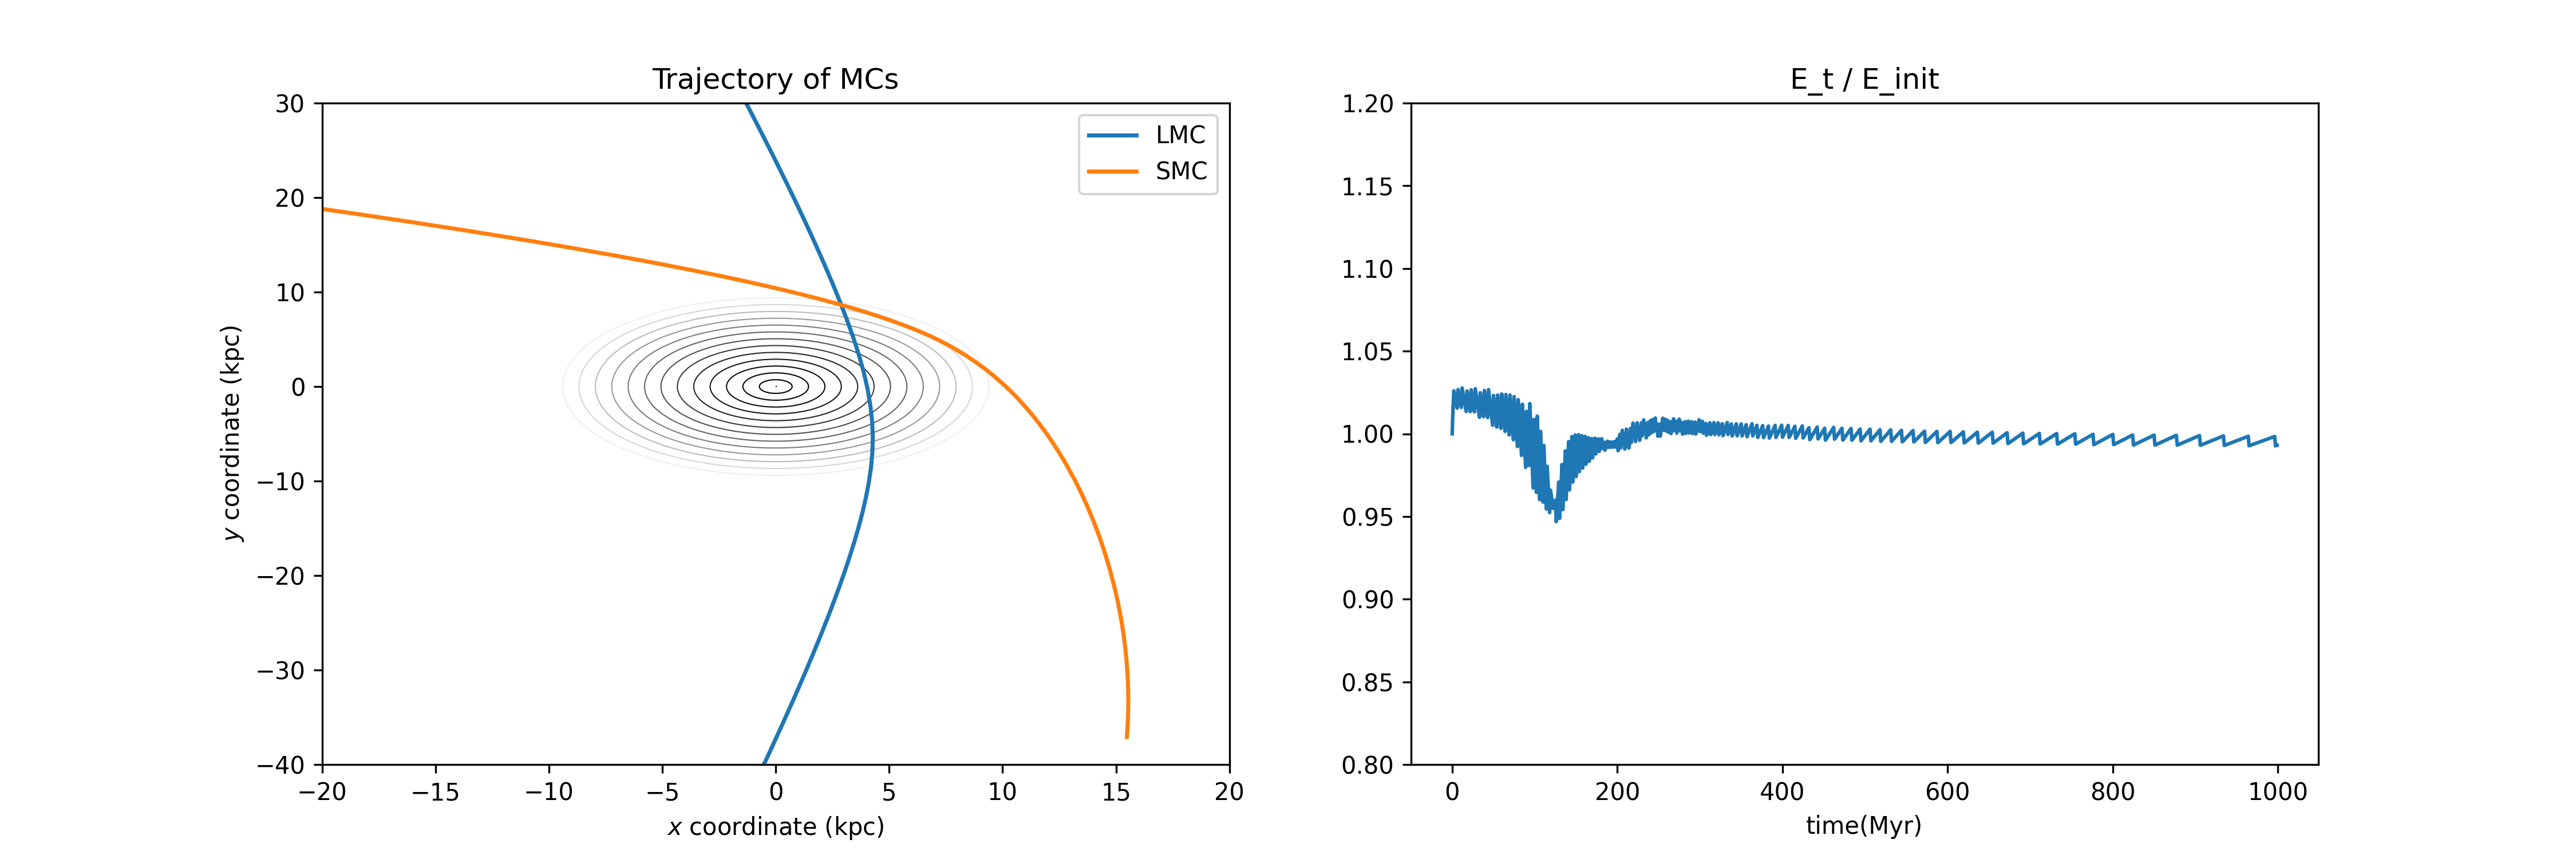 Trajectory of MCs
30
20
10
0
−10
−20
−30
−40
y coordinate (kpc)
LMC
SMC
−20 −15 −10 −5 0 5 10 15 20
x coordinate (kpc)
E_t / E_init
1.20
1.15
1.10
1.05
1.00
0.95
0.90
0.85
0.80
0 200 400 600 800 1000
time(Myr)